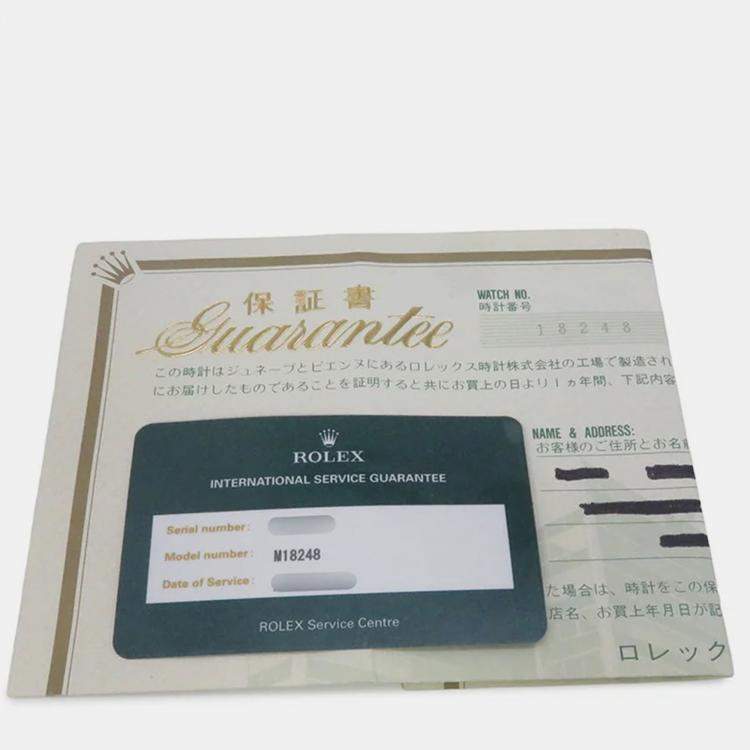 保証書
Guarantee
WATCH NO.
時計番号
18248
この時計はジュネーブとビエンヌにあるロレックス時計株式会社の工場で製造され
にお届けしたものであることを証明すると共にお買上の日より1ヵ年間、下記内容
NAME & ADDRESS:
お客様のご住所とお名前
ROLEX
INTERNATIONAL SERVICE GUARANTEE
Serial number:
Model number: M18248
Date of Service:
ROLEX Service Centre
た場合は、時計をこの保
店名、お買上年月日が記
ロレック